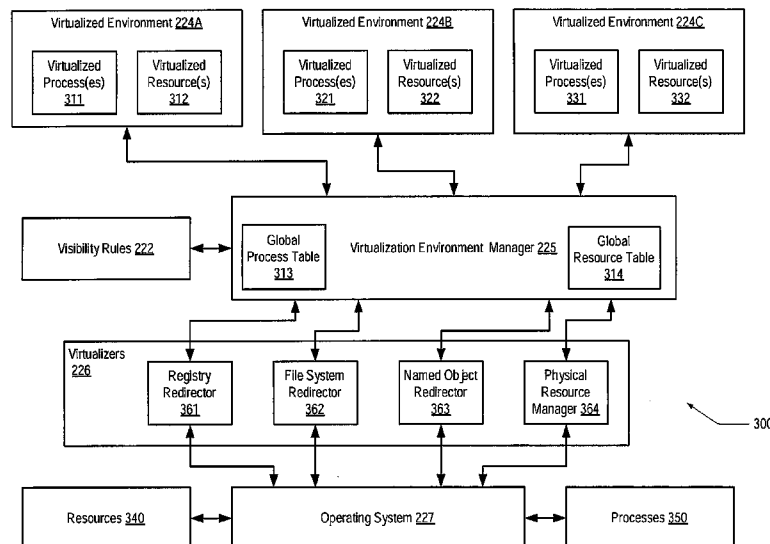 Virtualized Environment 224A
Virtualized
Process(es)
311
Virtualized
Resource(s)
312
Virtualized Environment 224B
Virtualized
Process(es)
321
Virtualized
Resource(s)
322
Virtualized Environment 224C
Virtualized
Process(es)
331
Virtualized
Resource(s)
332
Visibility Rules 222
Global
Process Table
313
Virtualization Environment Manager 225
Global
Resource Table
314
Virtualizers
226
Registry
Redirector
361
File System
Redirector
362
Named Object
Redirector
363
Physical
Resource
Manager 364
300
Resources 340
Operating System 227
Processes 350